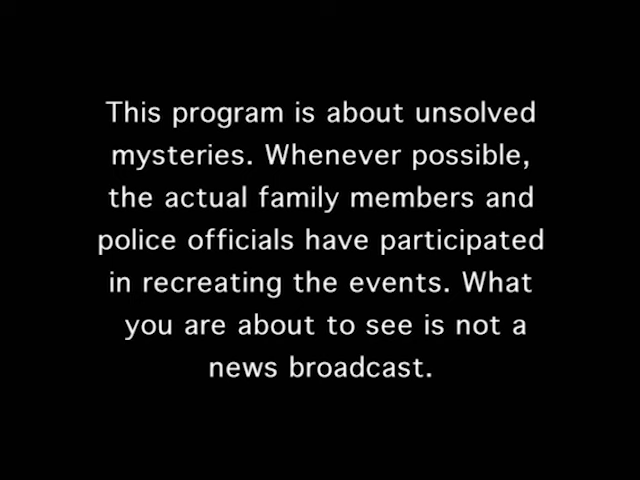 This program is about unsolved
mysteries. Whenever possible,
the actual family members and
police officials have participated
in recreating the events. What
you are about to see is not a
news broadcast.